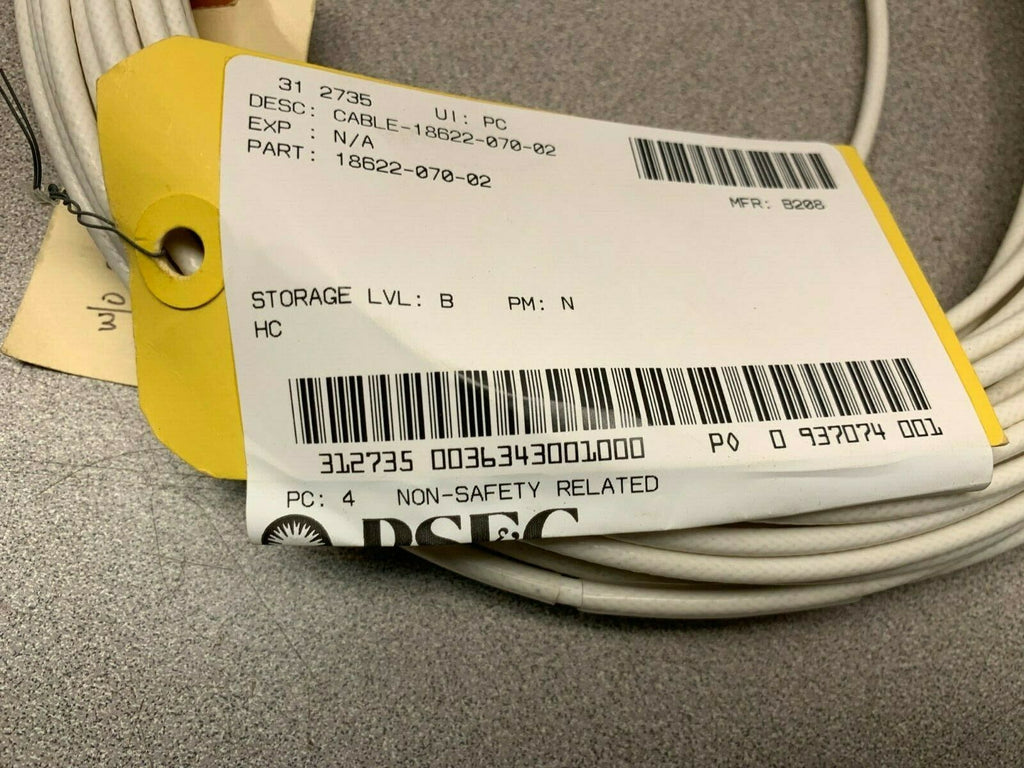 31 2735 UI: PC
DESC: CABLE-18622-070-02
EXP : N/A
PART: 18622-070-02
MFR: B208
STORAGE LVL: B PM: N
HC
312735 0036343001000 PO 0 937074 001
PC: 4 NON-SAFETY RELATED
PSE&G
w/o